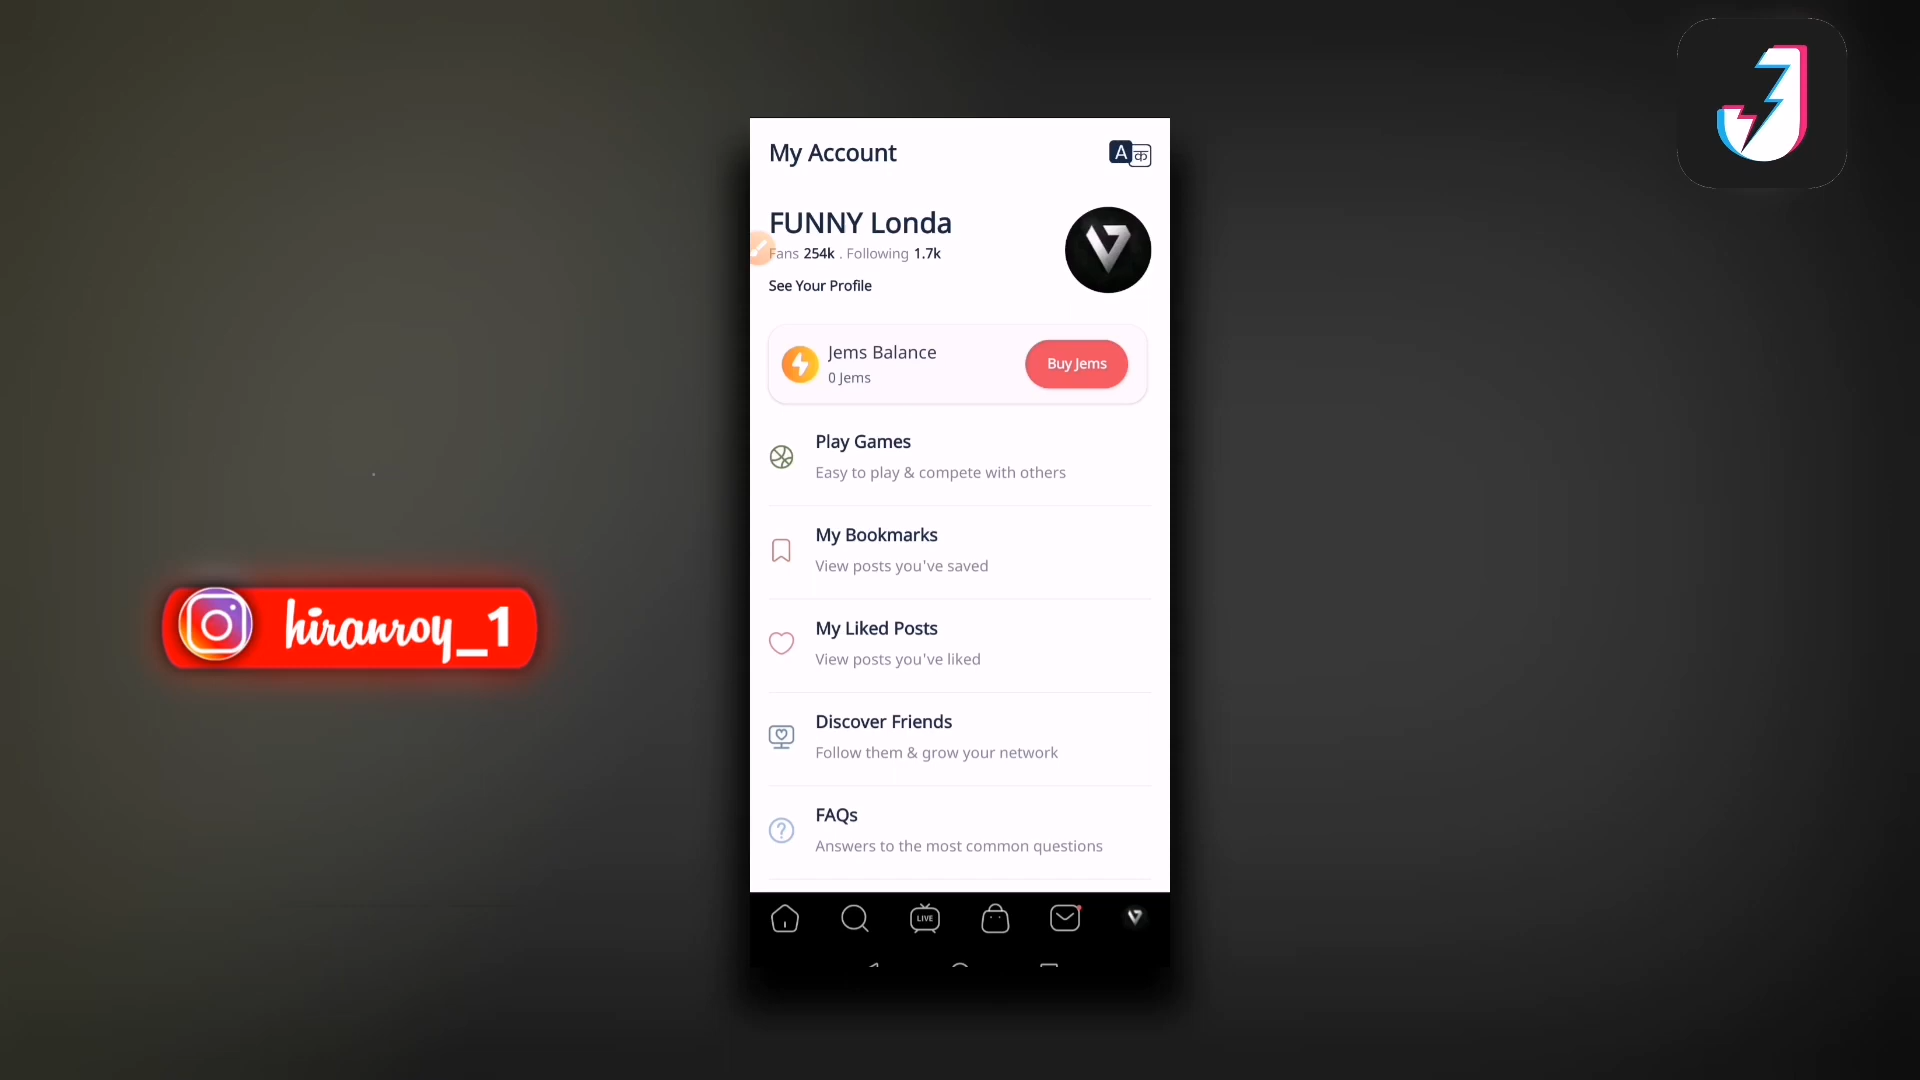 My Account
A क
FUNNY Londa
Fans 254k . Following 1.7k
See Your Profile
Jems Balance
0 Jems
Buy Jems
Play Games
Easy to play & compete with others
My Bookmarks
View posts you've saved
hiranroy_1
My Liked Posts
View posts you've liked
Discover Friends
Follow them & grow your network
FAQs
Answers to the most common questions
LIVE